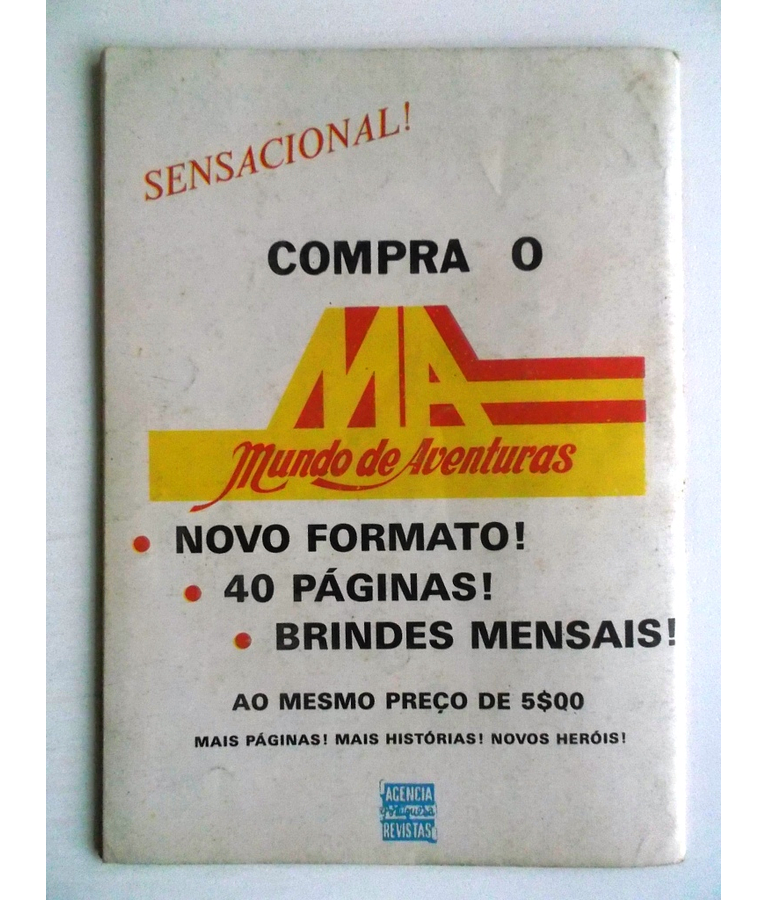 SENSACIONAL!
COMPRA O
MA
Mundo de Aventuras
• NOVO FORMATO!
• 40 PÁGINAS!
• BRINDES MENSAIS!
AO MESMO PREÇO DE 5$00
MAIS PÁGINAS! MAIS HISTÓRIAS! NOVOS HERÓIS!
AGENCIA
REVISTAS